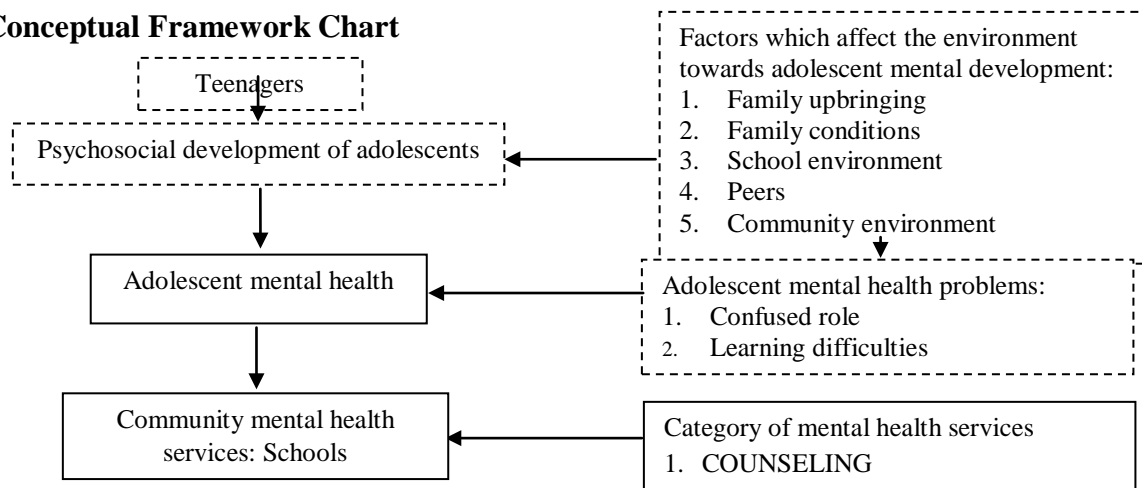 Conceptual Framework Chart
Teenagers
Psychosocial development of adolescents
Adolescent mental health
Community mental health
services: Schools
Factors which affect the environment
towards adolescent mental development:
1. Family upbringing
2. Family conditions
3. School environment
4. Peers
5. Community environment
Adolescent mental health problems:
1. Confused role
2. Learning difficulties
Category of mental health services
1. COUNSELING